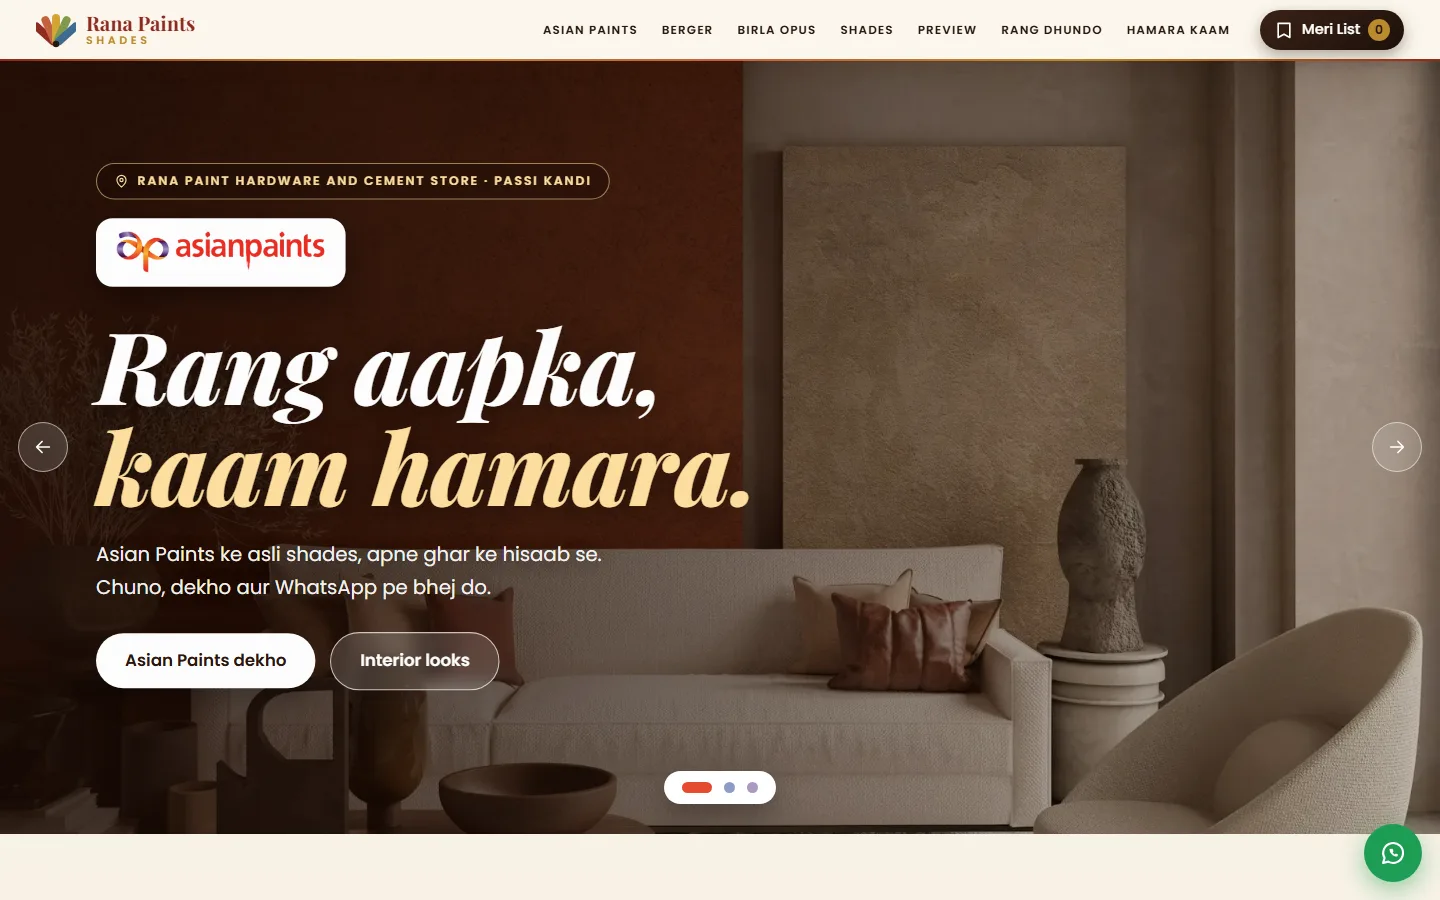 Rana Paints
SHADES
ASIAN PAINTS
BERGER
BIRLA OPUS
SHADES
PREVIEW
RANG DHUNDO
HAMARA KAAM
Meri List 0
RANA PAINT HARDWARE AND CEMENT STORE · PASSI KANDI
ap asianpaints
Rang aapka,
kaam hamara.
Asian Paints ke asli shades, apne ghar ke hisaab se.
Chuno, dekho aur WhatsApp pe bhej do.
Asian Paints dekho
Interior looks